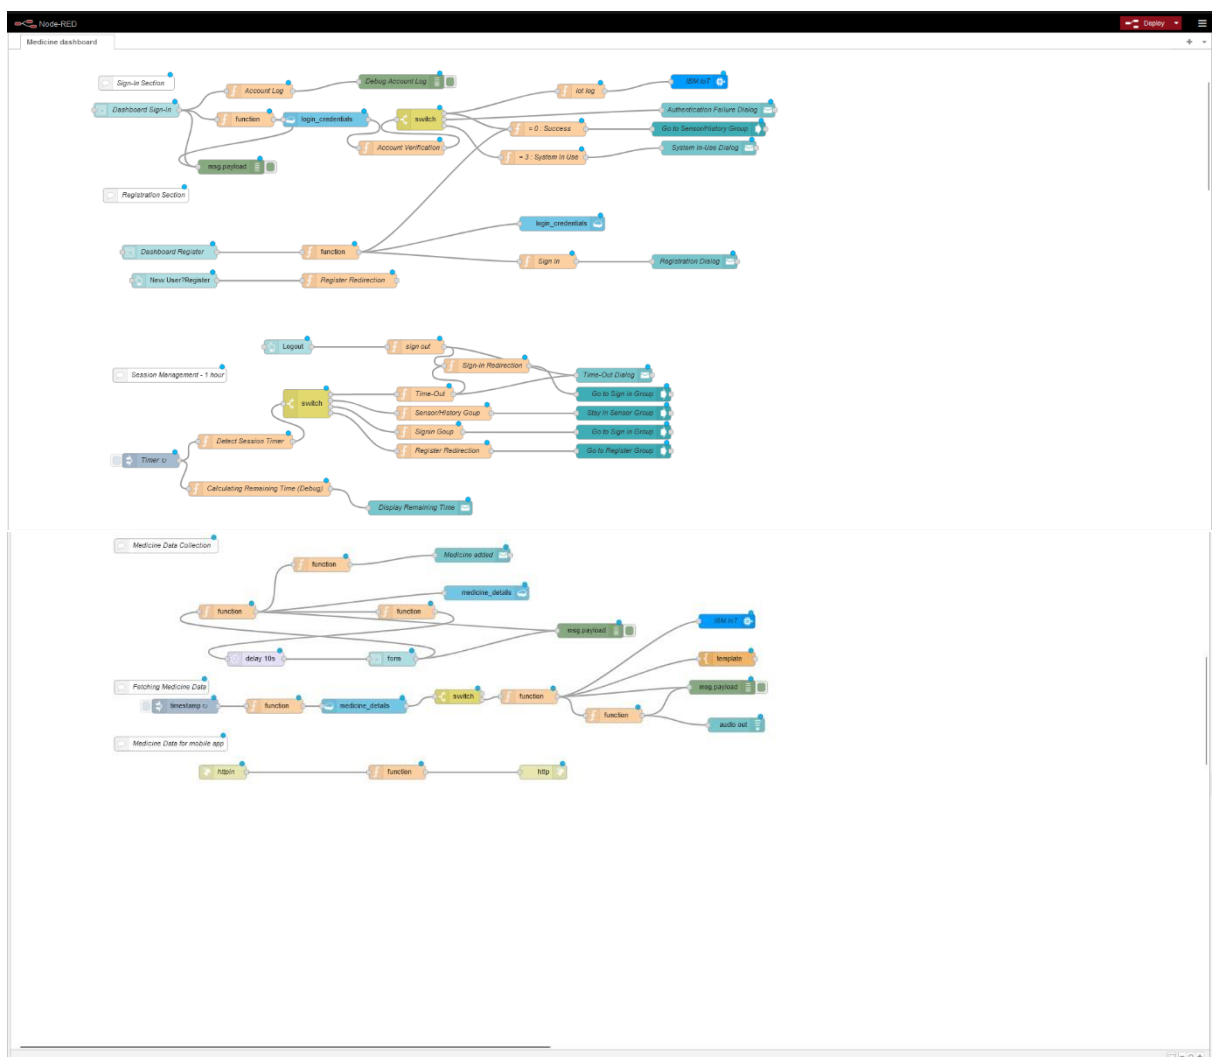 Node-RED
Deploy
Medicine dashboard
Sign-In Section
Debug Account Log
IBM IoT
Account Log
Iot log
Dashboard Sign-In
Authentication Failure Dialog
function
login_credentials
switch
= 0 : Success
Go to Sensor/History Group
Account Verification
System In-Use Dialog
= 3 : System In Use
msg.payload
Registration Section
login_credentials
Dashboard Register
function
Sign In
Registration Dialog
New User?Register
Register Redirection
Logout
sign out
Sign-In Redirection
Session Management - 1 hour
Time-Out Dialog
Time-Out
Go to Sign in Group
switch
Sensor/History Goup
Stay in Sensor Group
Signin Goup
Go to Sign in Group
Detect Session Timer
Register Redirection
Go to Register Group
Timer ↻
Calculating Remaining Time (Debug)
Display Remaining Time
Medicine Data Collection
Medicine added
function
medicine_details
function
function
IBM IoT
msg.payload
delay 10s
form
template
Fetching Medicine Data
msg.payload
switch
function
timestamp ↻
function
medicine_details
function
audio out
Medicine Data for mobile app
httpin
function
http